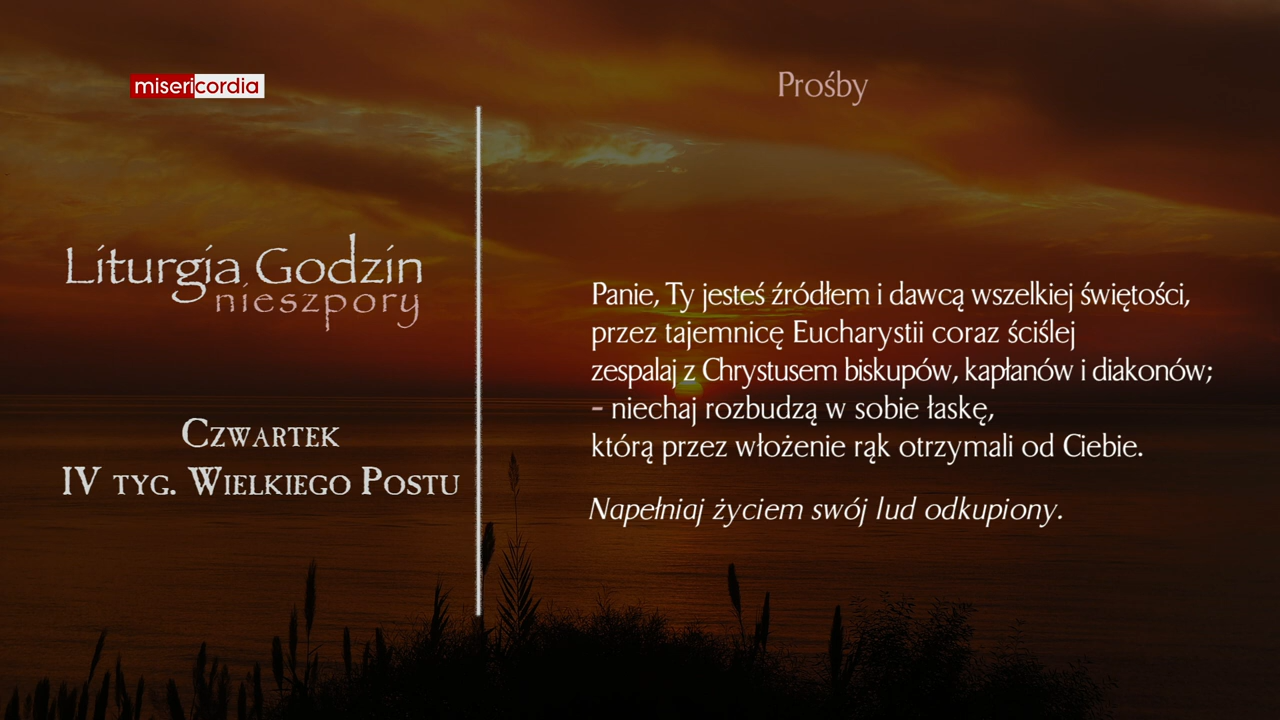 misericordia
Liturgia Godzin
nieszpory
Czwartek
IV tyg. Wielkiego Postu
Prośby
Panie, Ty jesteś źródłem i dawcą wszelkiej świętości,
przez tajemnicę Eucharystii coraz ściślej
zespalaj z Chrystusem biskupów, kapłanów i diakonów;
- niechaj rozbudzą w sobie łaskę,
którą przez włożenie rąk otrzymali od Ciebie.
Napełniaj życiem swój lud odkupiony.